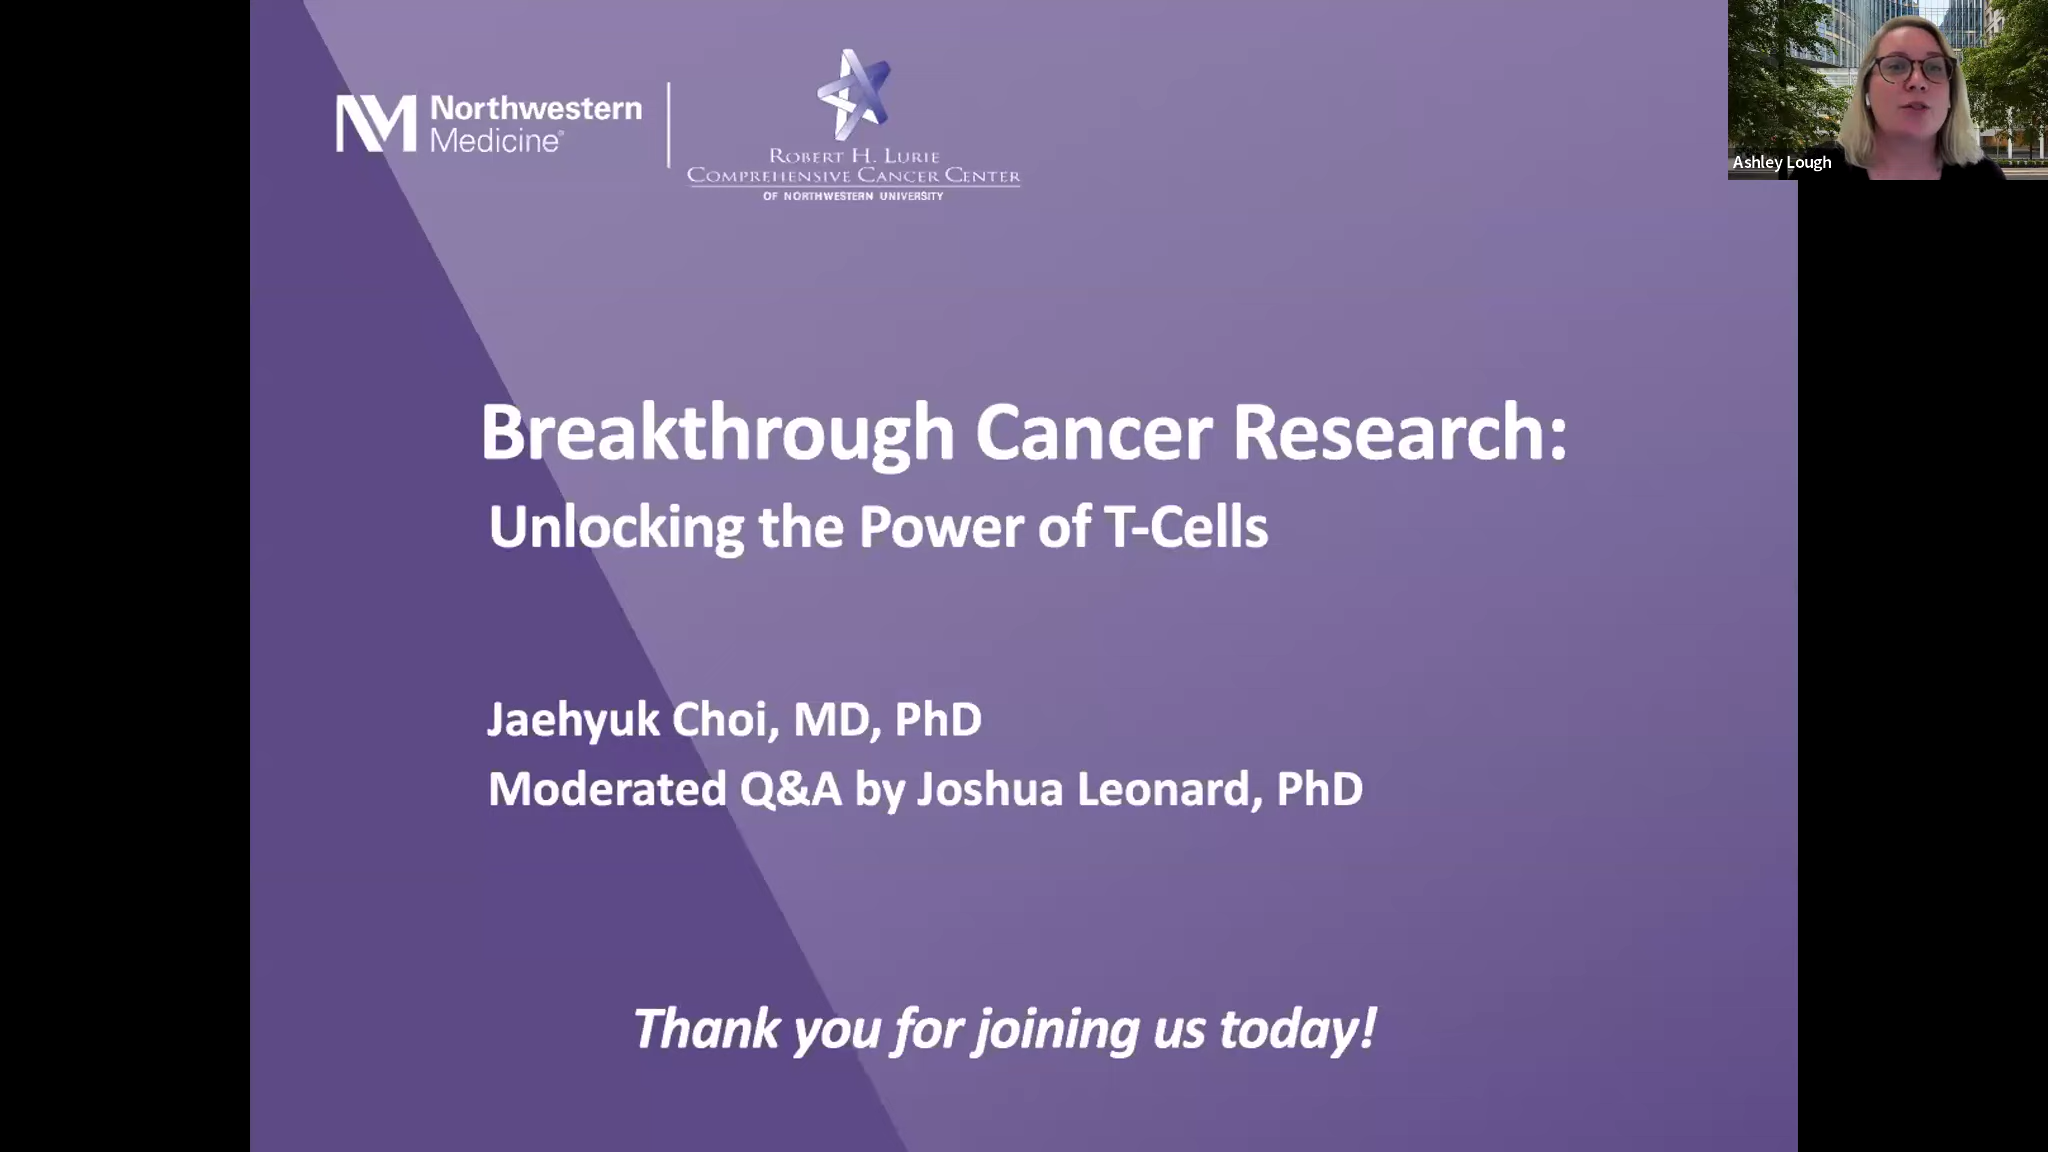 Northwestern
Medicine®
ROBERT H. LURIE
COMPREHENSIVE CANCER CENTER
OF NORTHWESTERN UNIVERSITY
Ashley Lough
Breakthrough Cancer Research:
Unlocking the Power of T-Cells
Jaehyuk Choi, MD, PhD
Moderated Q&A by Joshua Leonard, PhD
Thank you for joining us today!